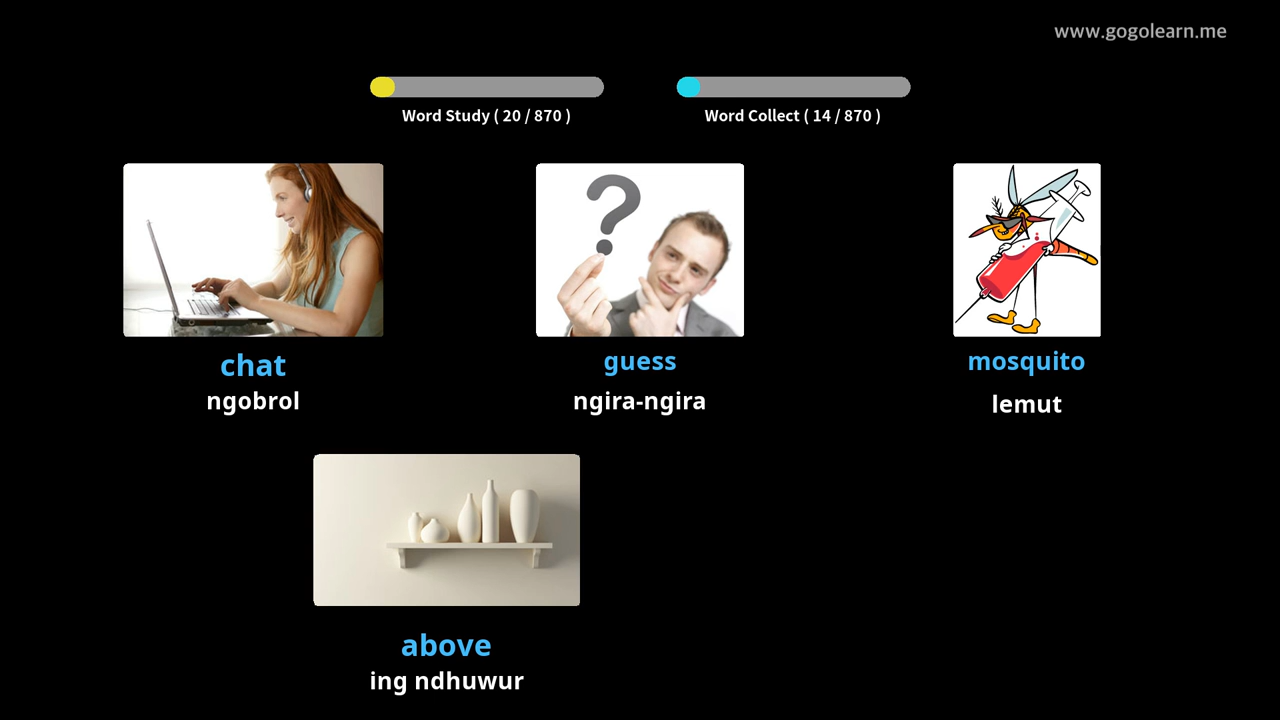 www.gogolearn.me
Word Study ( 20 / 870 )
Word Collect ( 14 / 870 )
chat
ngobrol
guess
ngira-ngira
mosquito
lemut
above
ing ndhuwur